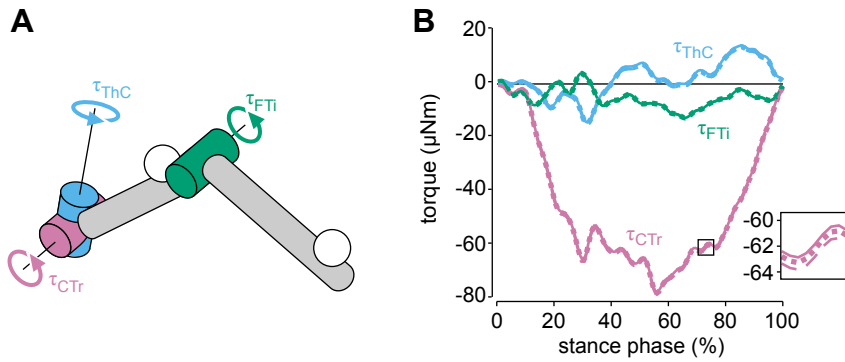 A
τThC
τFTi
τCTr
B
torque (μNm)
20
0
-20
-40
-60
-80
τThC
τFTi
τCTr
-60
-62
-64
0
20
40
60
80
100
stance phase (%)